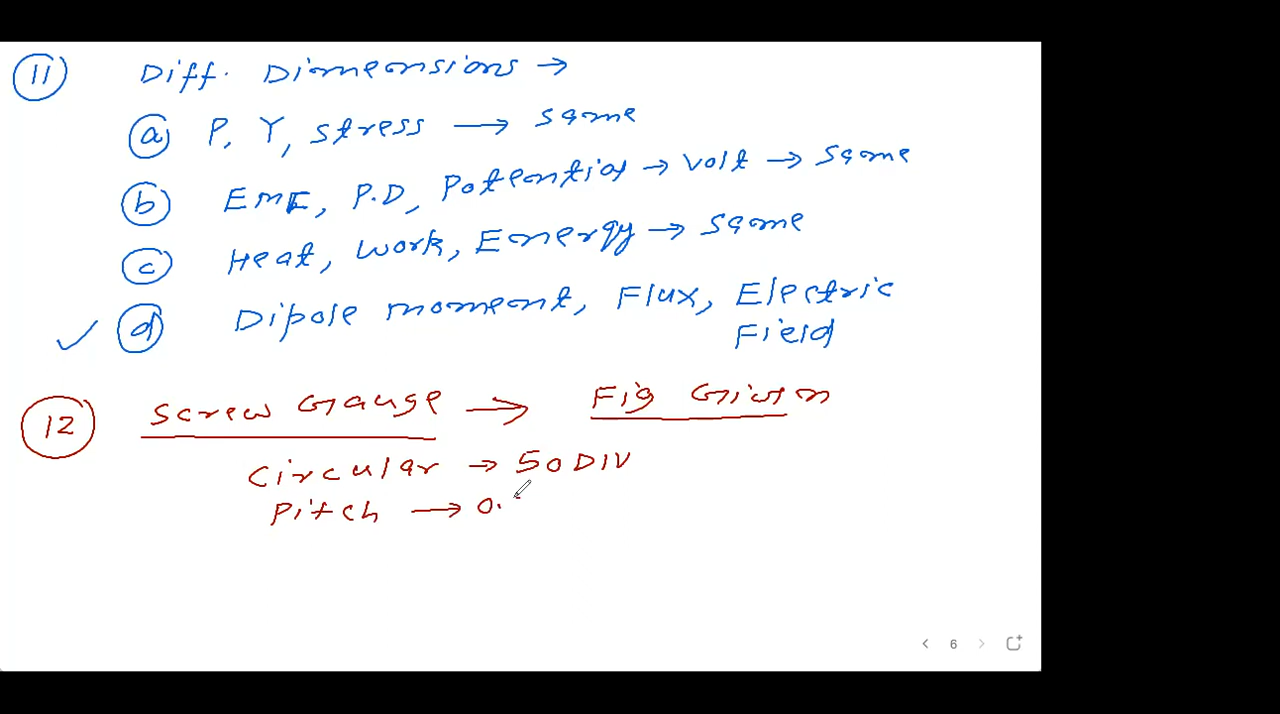 11 Diff. Dimensions →
a P, Y, stress → same
b EMF, P.D, Potential → volt → same
c Heat, work, Energy → same
✓ d Dipole moment, Flux, Electric
Field
12 Screw Gauge → Fig Given
Circular → 50 DIV
Pitch → 0.
< 6 >